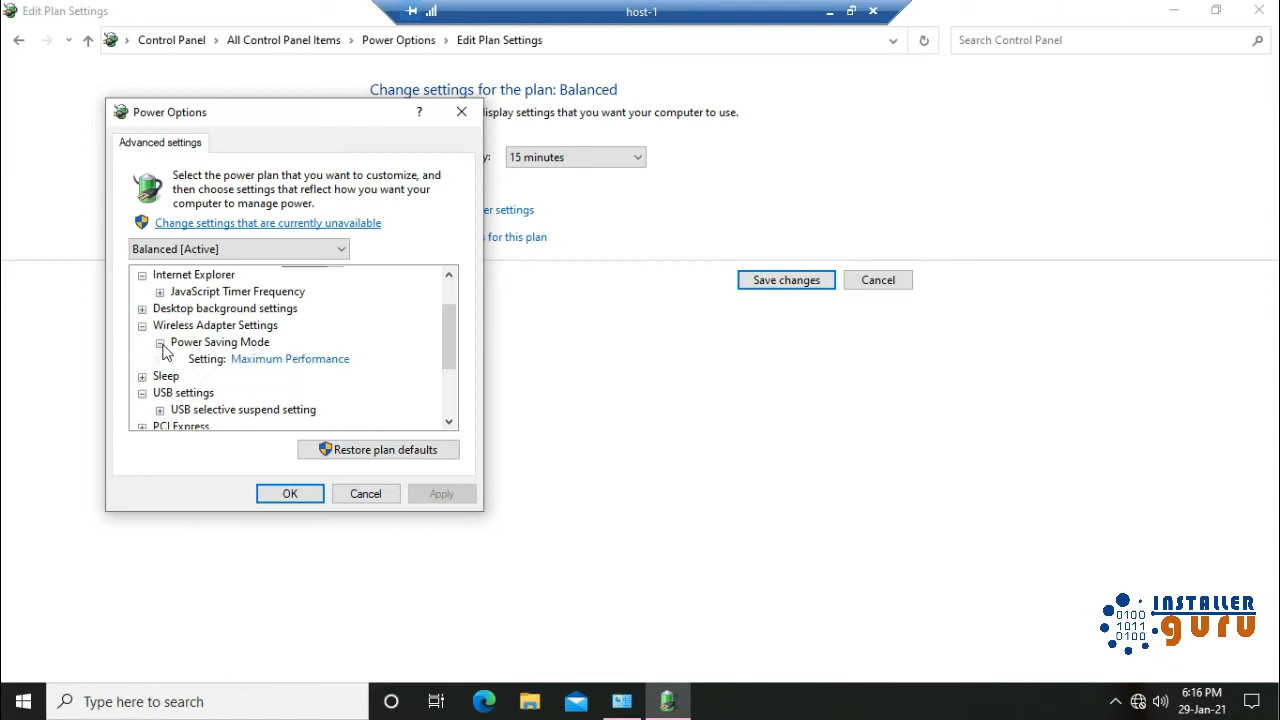 Edit Plan Settings
host-1
Control Panel
All Control Panel Items
Power Options
Edit Plan Settings
Search Control Panel
Change settings for the plan: Balanced
display settings that you want your computer to use.
y:
15 minutes
er settings
s for this plan
Save changes
Cancel
Power Options
?
Advanced settings
Select the power plan that you want to customize, and
then choose settings that reflect how you want your
computer to manage power.
Change settings that are currently unavailable
Balanced [Active]
Internet Explorer
JavaScript Timer Frequency
Desktop background settings
Wireless Adapter Settings
Power Saving Mode
Setting: Maximum Performance
Sleep
USB settings
USB selective suspend setting
PCI Express
Restore plan defaults
OK
Cancel
Apply
0100
1011
0100
INSTALLER
guru
Type here to search
6:16 PM
29-Jan-21